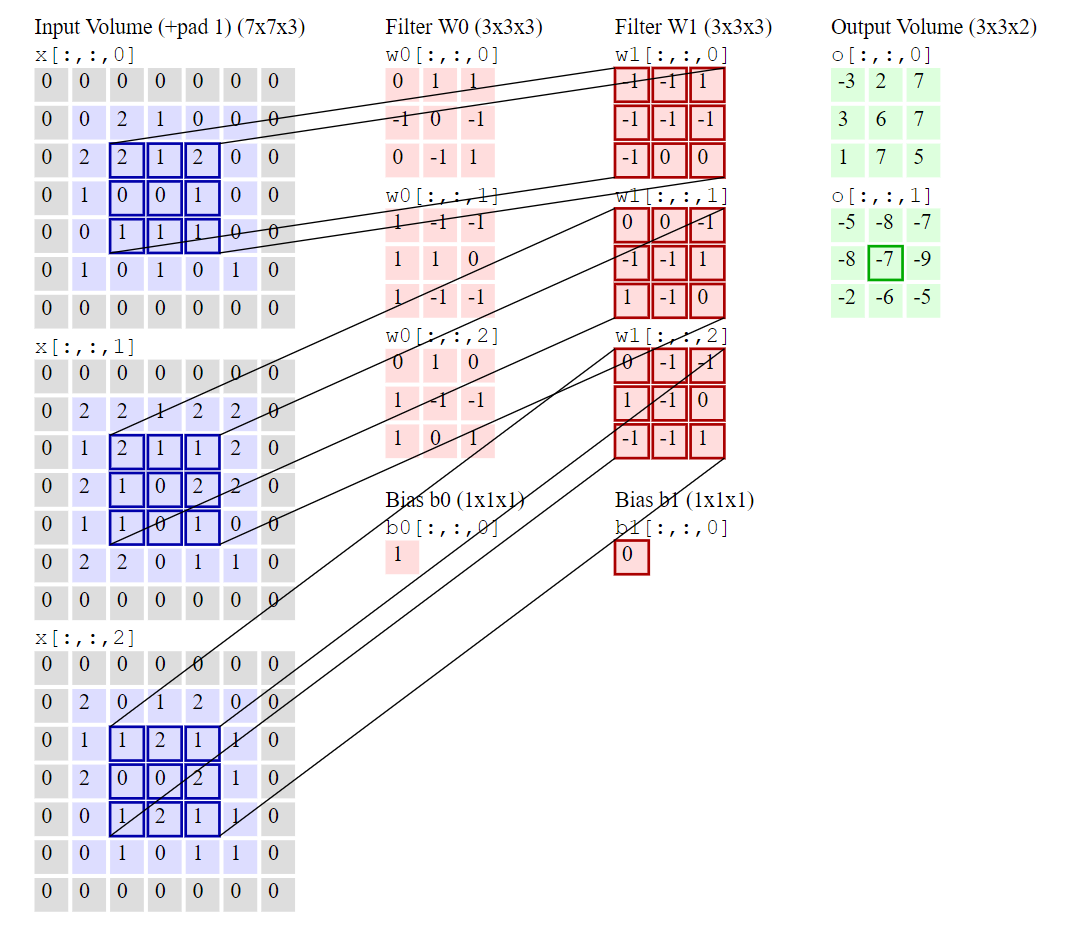 Input Volume (+pad 1) (7x7x3)
x[:,:,0]
0 0 0 0 0 0 0
0 0 2 1 0 0 0
0 2 2 1 2 0 0
0 1 0 0 1 0 0
0 0 1 1 1 0 0
0 1 0 1 0 1 0
0 0 0 0 0 0 0
x[:,:,1]
0 0 0 0 0 0 0
0 2 2 1 2 2 0
0 1 2 1 1 2 0
0 2 1 0 2 2 0
0 1 1 0 1 0 0
0 2 2 0 1 1 0
0 0 0 0 0 0 0
x[:,:,2]
0 0 0 0 0 0 0
0 2 0 1 2 0 0
0 1 1 2 1 1 0
0 2 0 0 2 1 0
0 0 1 2 1 1 0
0 0 1 0 1 1 0
0 0 0 0 0 0 0
Filter W0 (3x3x3)
w0[:,:,0]
0 1 1
-1 0 -1
0 -1 1
w0[:,:,1]
1 -1 -1
1 1 0
1 -1 -1
w0[:,:,2]
0 1 0
1 -1 -1
1 0 1
Bias b0 (1x1x1)
b0[:,:,0]
1
Filter W1 (3x3x3)
w1[:,:,0]
-1 -1 1
-1 -1 -1
-1 0 0
w1[:,:,1]
0 0 -1
-1 -1 1
1 -1 0
w1[:,:,2]
0 -1 -1
1 -1 0
-1 -1 1
Bias b1 (1x1x1)
b1[:,:,0]
0
Output Volume (3x3x2)
o[:,:,0]
-3 2 7
3 6 7
1 7 5
o[:,:,1]
-5 -8 -7
-8 -7 -9
-2 -6 -5